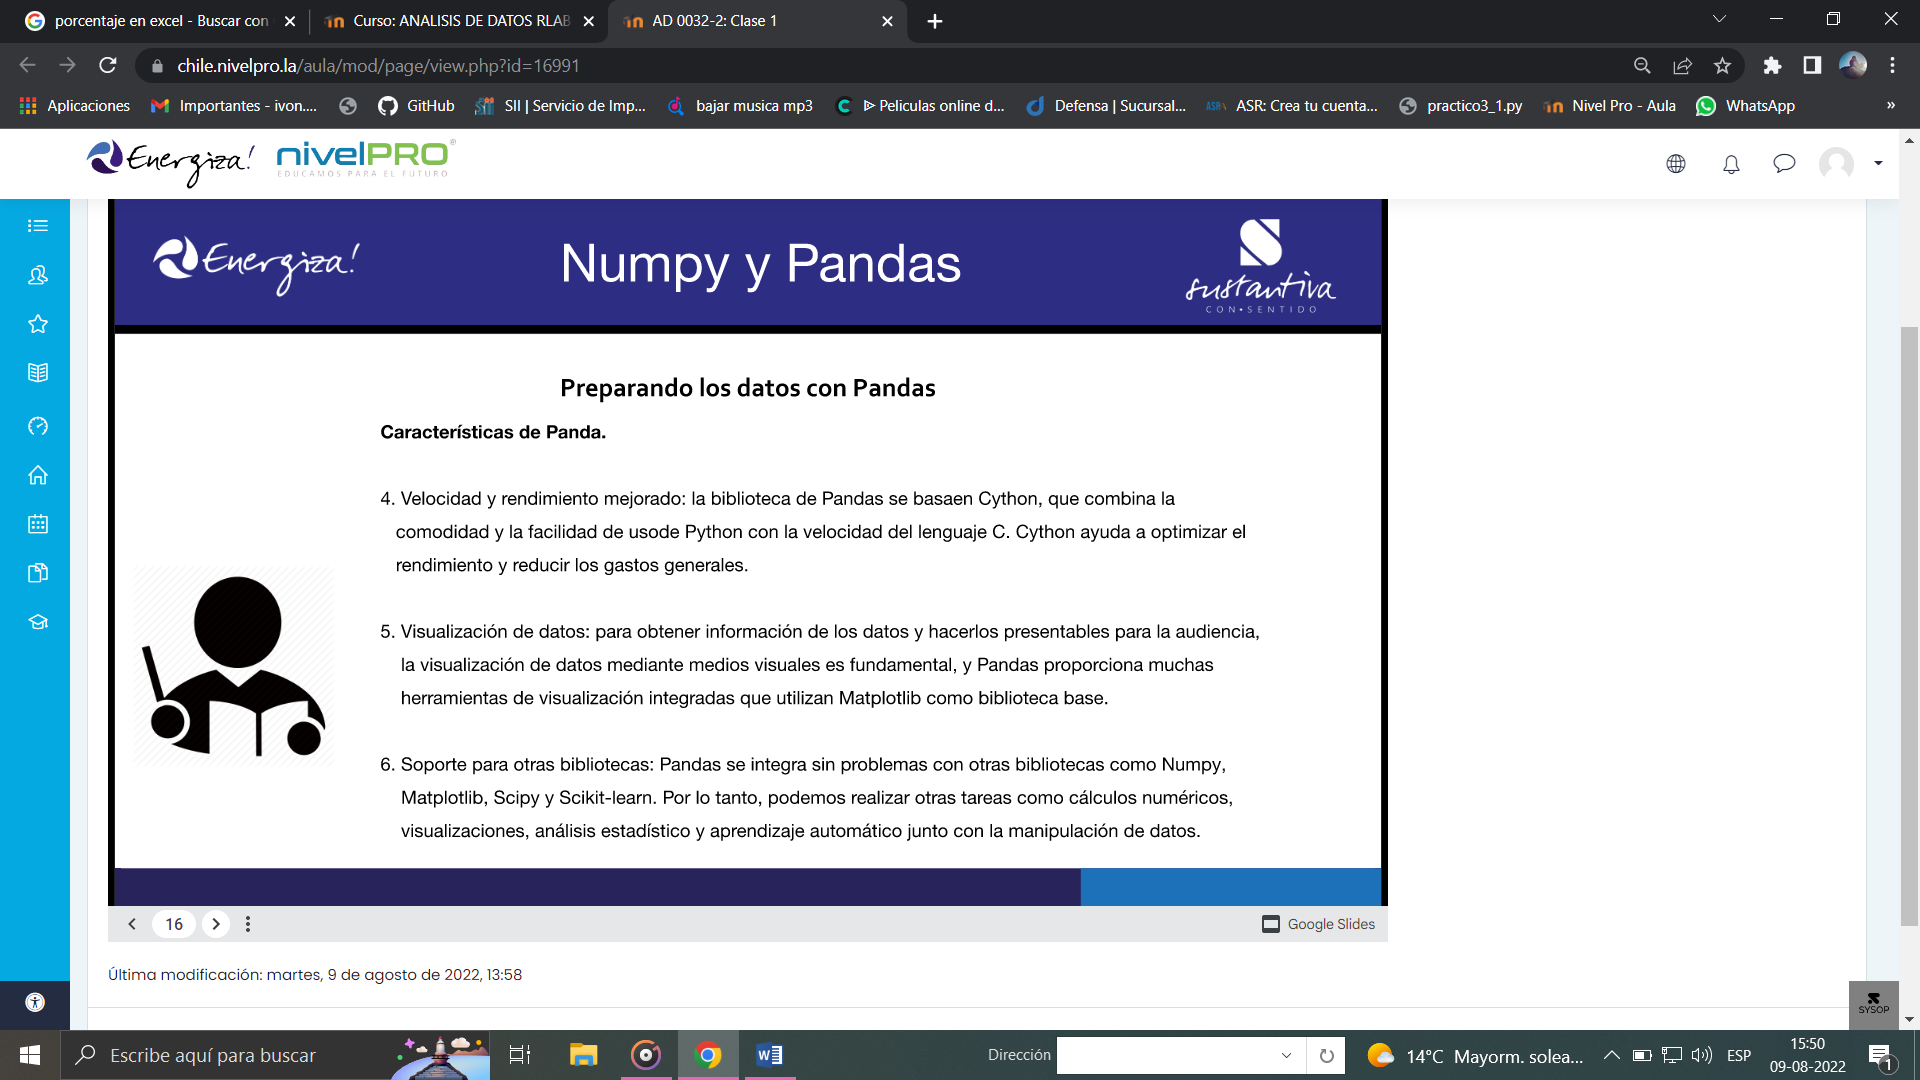 porcentaje en excel - Buscar con
Curso: ANALISIS DE DATOS RLAB
AD 0032-2: Clase 1
chile.nivelpro.la/aula/mod/page/view.php?id=16991
Aplicaciones
Importantes - ivon....
GitHub
SII | Servicio de Imp...
bajar musica mp3
Peliculas online d...
Defensa | Sucursal...
ASR: Crea tu cuenta...
practico3_1.py
Nivel Pro - Aula
WhatsApp
»
Energiza!
nivelPRO
EDUCAMOS PARA EL FUTURO
Energiza!
Numpy y Pandas
S
sustantiva
CON•SENTIDO
Preparando los datos con Pandas
Características de Panda.
4. Velocidad y rendimiento mejorado: la biblioteca de Pandas se basaen Cython, que combina la
comodidad y la facilidad de usode Python con la velocidad del lenguaje C. Cython ayuda a optimizar el
rendimiento y reducir los gastos generales.
5. Visualización de datos: para obtener información de los datos y hacerlos presentables para la audiencia,
la visualización de datos mediante medios visuales es fundamental, y Pandas proporciona muchas
herramientas de visualización integradas que utilizan Matplotlib como biblioteca base.
6. Soporte para otras bibliotecas: Pandas se integra sin problemas con otras bibliotecas como Numpy,
Matplotlib, Scipy y Scikit-learn. Por lo tanto, podemos realizar otras tareas como cálculos numéricos,
visualizaciones, análisis estadístico y aprendizaje automático junto con la manipulación de datos.
16
Google Slides
Última modificación: martes, 9 de agosto de 2022, 13:58
SYSOP
Escribe aquí para buscar
Dirección
14°C Mayorm. solea...
ESP
15:50
09-08-2022
1